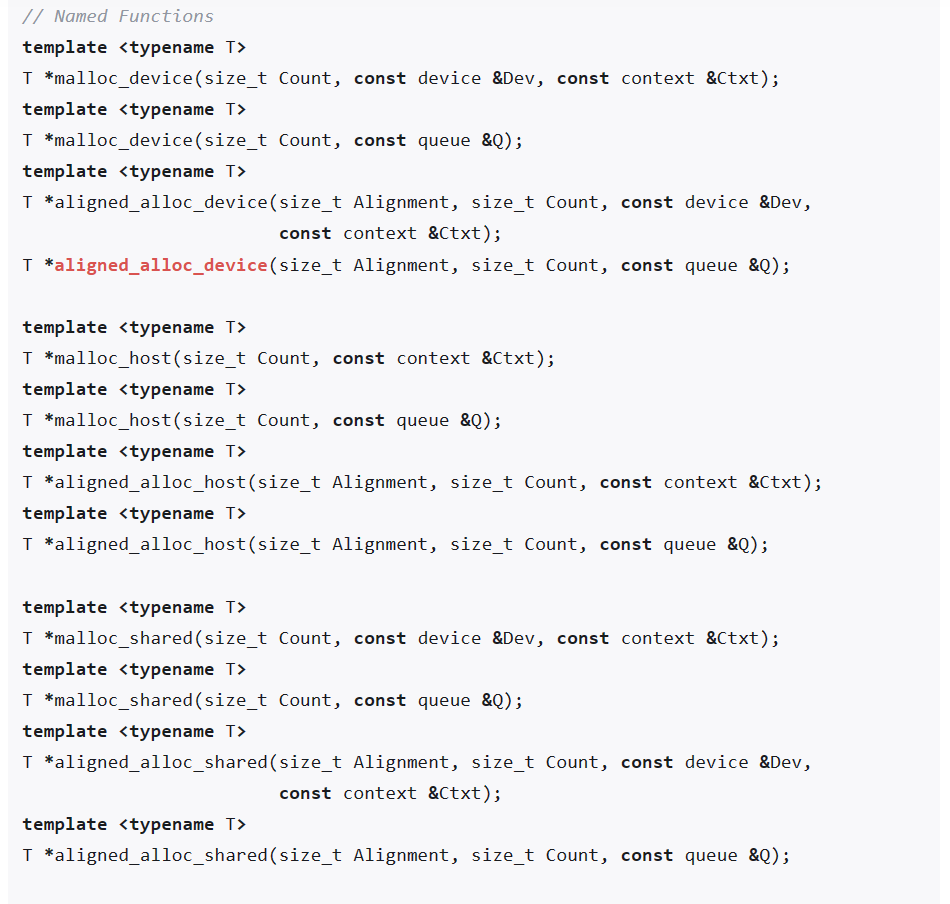 // Named Functions
template <typename T>
T *malloc_device(size_t Count, const device &Dev, const context &Ctxt);
template <typename T>
T *malloc_device(size_t Count, const queue &Q);
template <typename T>
T *aligned_alloc_device(size_t Alignment, size_t Count, const device &Dev,
                        const context &Ctxt);
T *aligned_alloc_device(size_t Alignment, size_t Count, const queue &Q);

template <typename T>
T *malloc_host(size_t Count, const context &Ctxt);
template <typename T>
T *malloc_host(size_t Count, const queue &Q);
template <typename T>
T *aligned_alloc_host(size_t Alignment, size_t Count, const context &Ctxt);
template <typename T>
T *aligned_alloc_host(size_t Alignment, size_t Count, const queue &Q);

template <typename T>
T *malloc_shared(size_t Count, const device &Dev, const context &Ctxt);
template <typename T>
T *malloc_shared(size_t Count, const queue &Q);
template <typename T>
T *aligned_alloc_shared(size_t Alignment, size_t Count, const device &Dev,
                        const context &Ctxt);
template <typename T>
T *aligned_alloc_shared(size_t Alignment, size_t Count, const queue &Q);